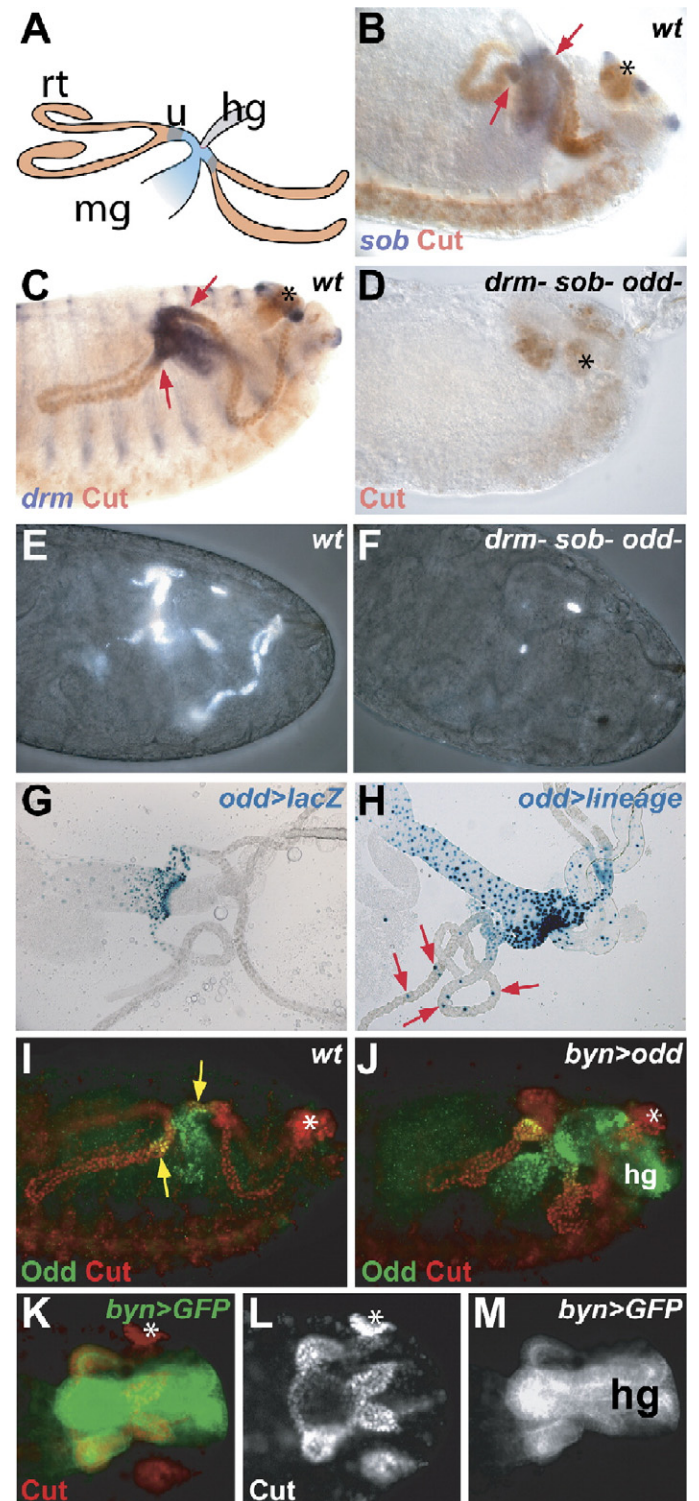 A
rt
u
hg
mg
B
wt
*
sob Cut
C
wt
*
drm Cut
D
drm- sob- odd-
*
Cut
E
wt
F
drm- sob- odd-
G
odd>lacZ
H
odd>lineage
I
wt
*
Odd Cut
J
byn>odd
*
hg
Odd Cut
K
byn>GFP
*
Cut
L
*
Cut
M
byn>GFP
hg